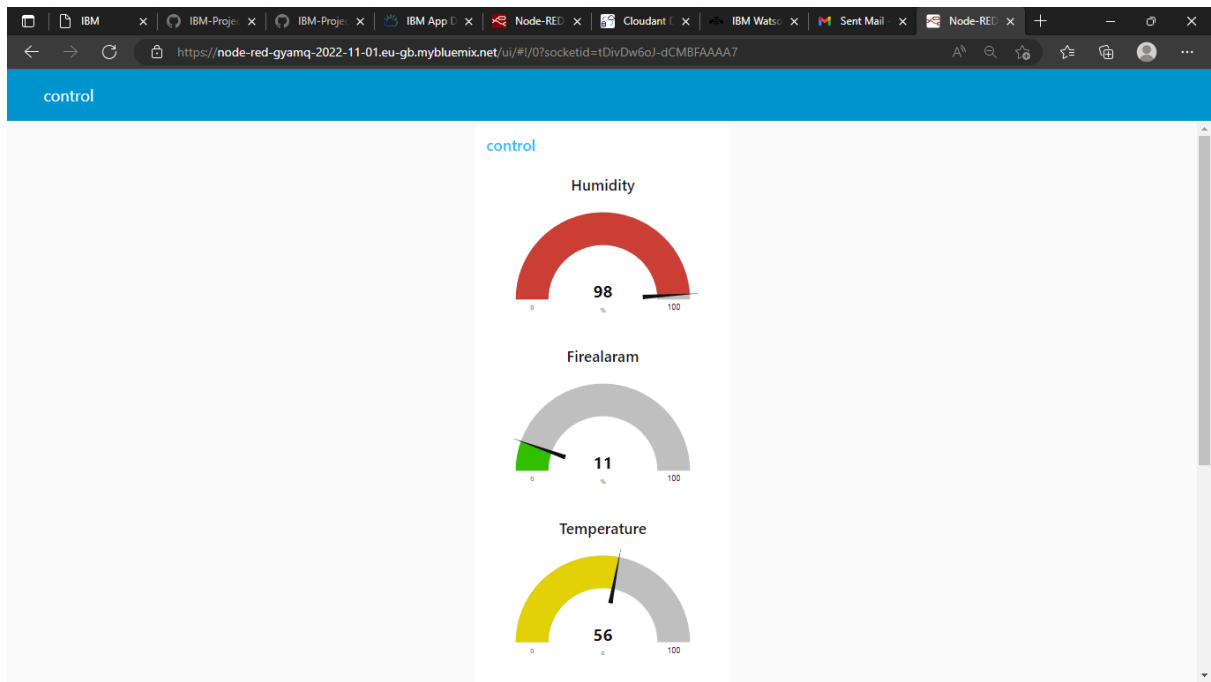 IBM
IBM-Projec
IBM-Projec
IBM App D
Node-RED
Cloudant D
IBM Watso
Sent Mail -
Node-RED
https://node-red-gyamq-2022-11-01.eu-gb.mybluemix.net/ui/#!/0?socketid=tDivDw6oJ-dCMBFAAAA7
control
control
Humidity
98
0 % 100
Firealaram
11
0 % 100
Temperature
56
0 c 100